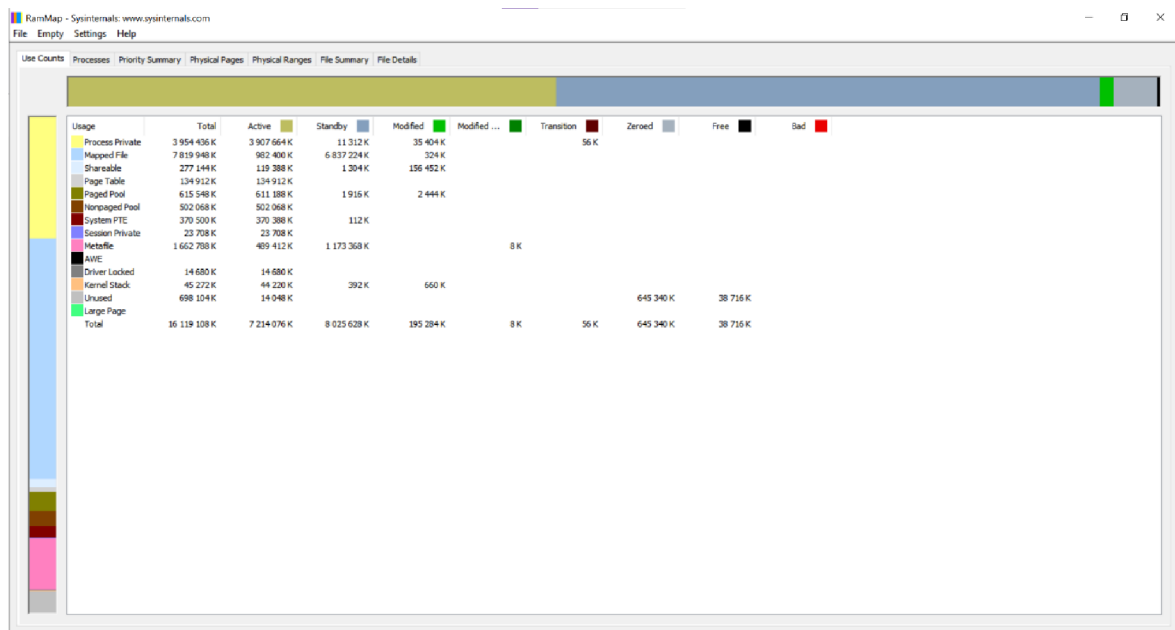 RamMap - Sysinternals: www.sysinternals.com
File Empty Settings Help
Use Counts Processes Priority Summary Physical Pages Physical Ranges File Summary File Details
Usage Total Active Standby Modified Modified ... Transition Zeroed Free Bad
Process Private 3 954 436 K 3 907 664 K 11 312 K 35 404 K 56 K
Mapped File 7 819 948 K 982 400 K 6 837 224 K 324 K
Shareable 277 144 K 119 388 K 1 304 K 156 452 K
Page Table 134 912 K 134 912 K
Paged Pool 615 548 K 611 188 K 1 916 K 2 444 K
Nonpaged Pool 502 068 K 502 068 K
System PTE 370 500 K 370 388 K 112 K
Session Private 23 708 K 23 708 K
Metafile 1 662 788 K 489 412 K 1 173 368 K 8 K
AWE
Driver Locked 14 680 K 14 680 K
Kernel Stack 45 272 K 44 220 K 392 K 660 K
Unused 698 104 K 14 048 K 645 340 K 38 716 K
Large Page
Total 16 119 108 K 7 214 076 K 8 025 628 K 195 284 K 8 K 56 K 645 340 K 38 716 K